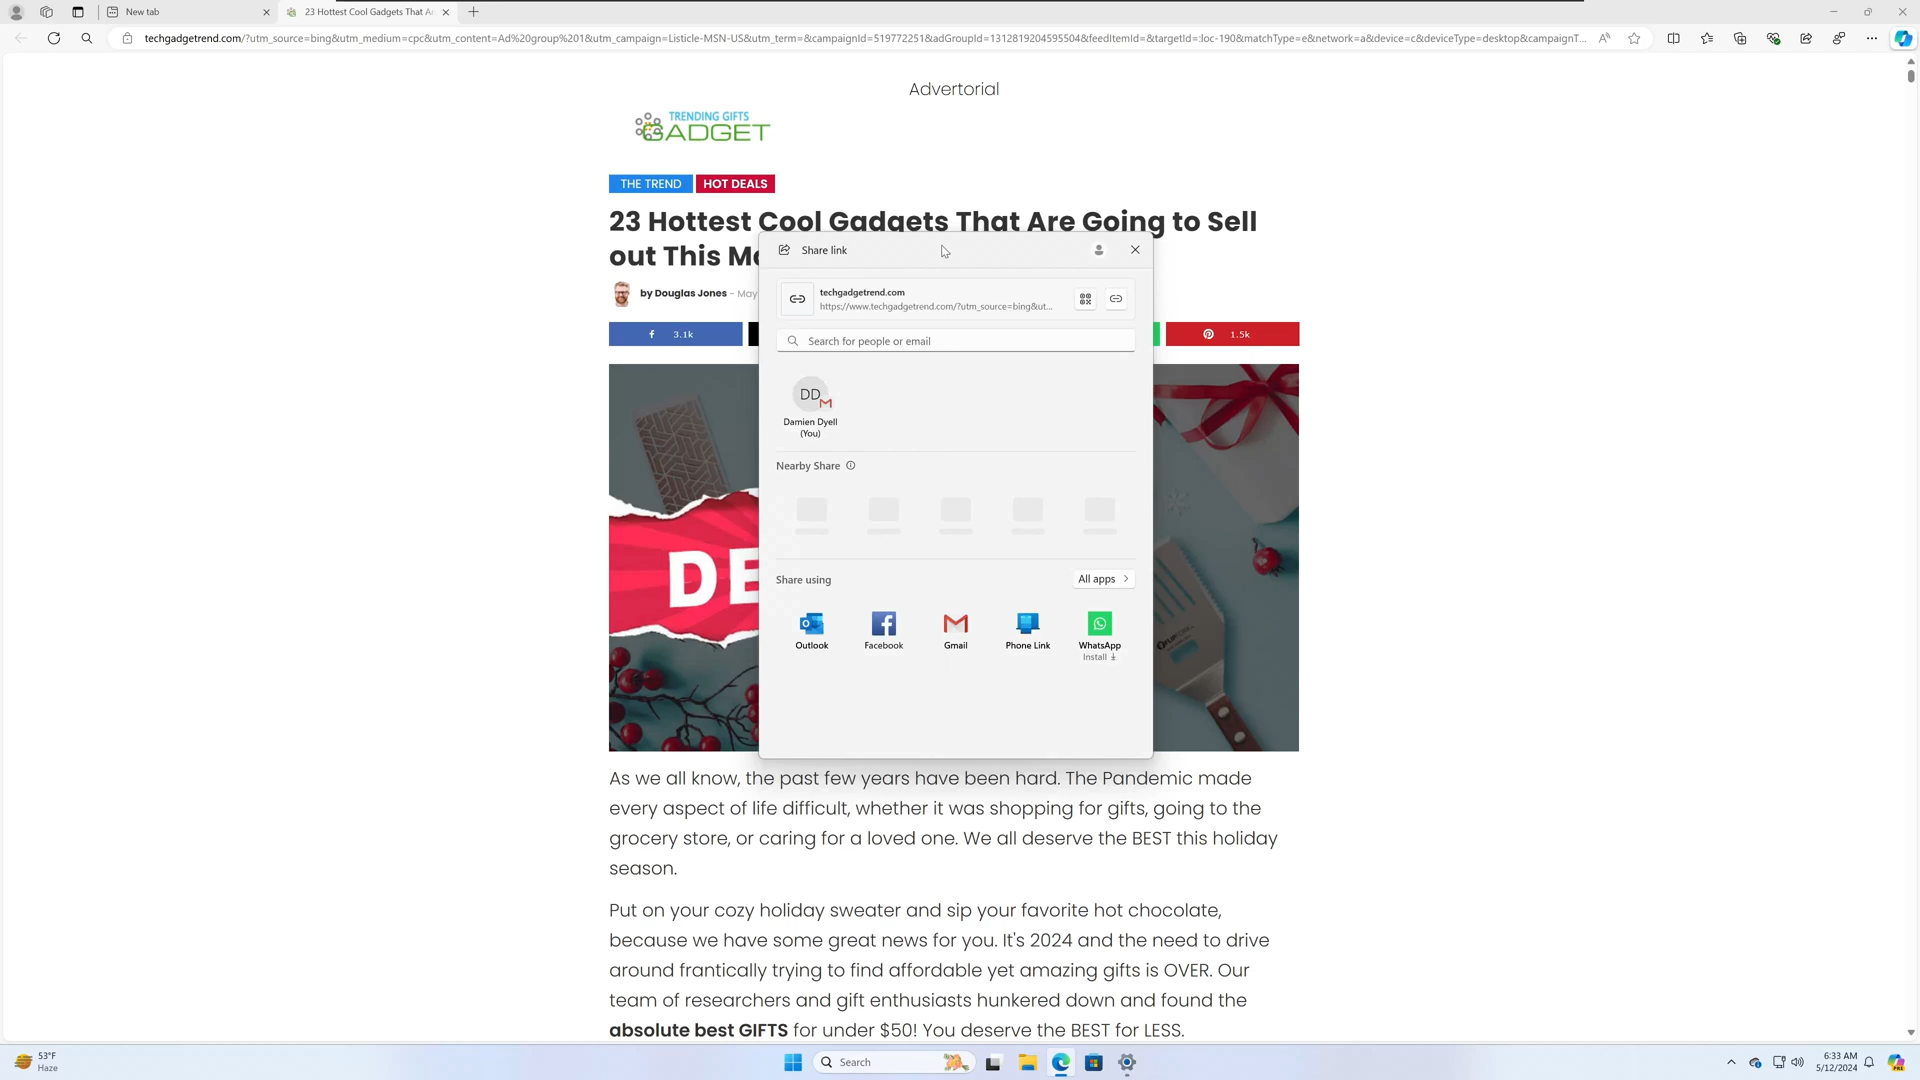 New tab
23 Hottest Cool Gadgets That Ar
techgadgetrend.com/?utm_source=bing&utm_medium=cpc&utm_content=Ad%20group%201&utm_campaign=Listicle-MSN-US&utm_term=&campaignId=519772251&adGroupId=1312819204595504&feedItemId=&targetId=:loc-190&matchType=e&network=a&device=c&deviceType=desktop&campaignT...
Advertorial
TRENDING GIFTS
GADGET
THE TREND HOT DEALS
23 Hottest Cool Gadgets That Are Going to Sell
out This Mo
by Douglas Jones - May
3.1k
1.5k
Share link
techgadgetrend.com
https://www.techgadgetrend.com/?utm_source=bing&ut...
Search for people or email
DD
Damien Dyell
(You)
Nearby Share
Share using
All apps
Outlook
Facebook
Gmail
Phone Link
WhatsApp
Install
DE
As we all know, the past few years have been hard. The Pandemic made
every aspect of life difficult, whether it was shopping for gifts, going to the
grocery store, or caring for a loved one. We all deserve the BEST this holiday
season.
Put on your cozy holiday sweater and sip your favorite hot chocolate,
because we have some great news for you. It's 2024 and the need to drive
around frantically trying to find affordable yet amazing gifts is OVER. Our
team of researchers and gift enthusiasts hunkered down and found the
absolute best GIFTS for under $50! You deserve the BEST for LESS.
53°F
Haze
Search
6:33 AM
5/12/2024
PRE